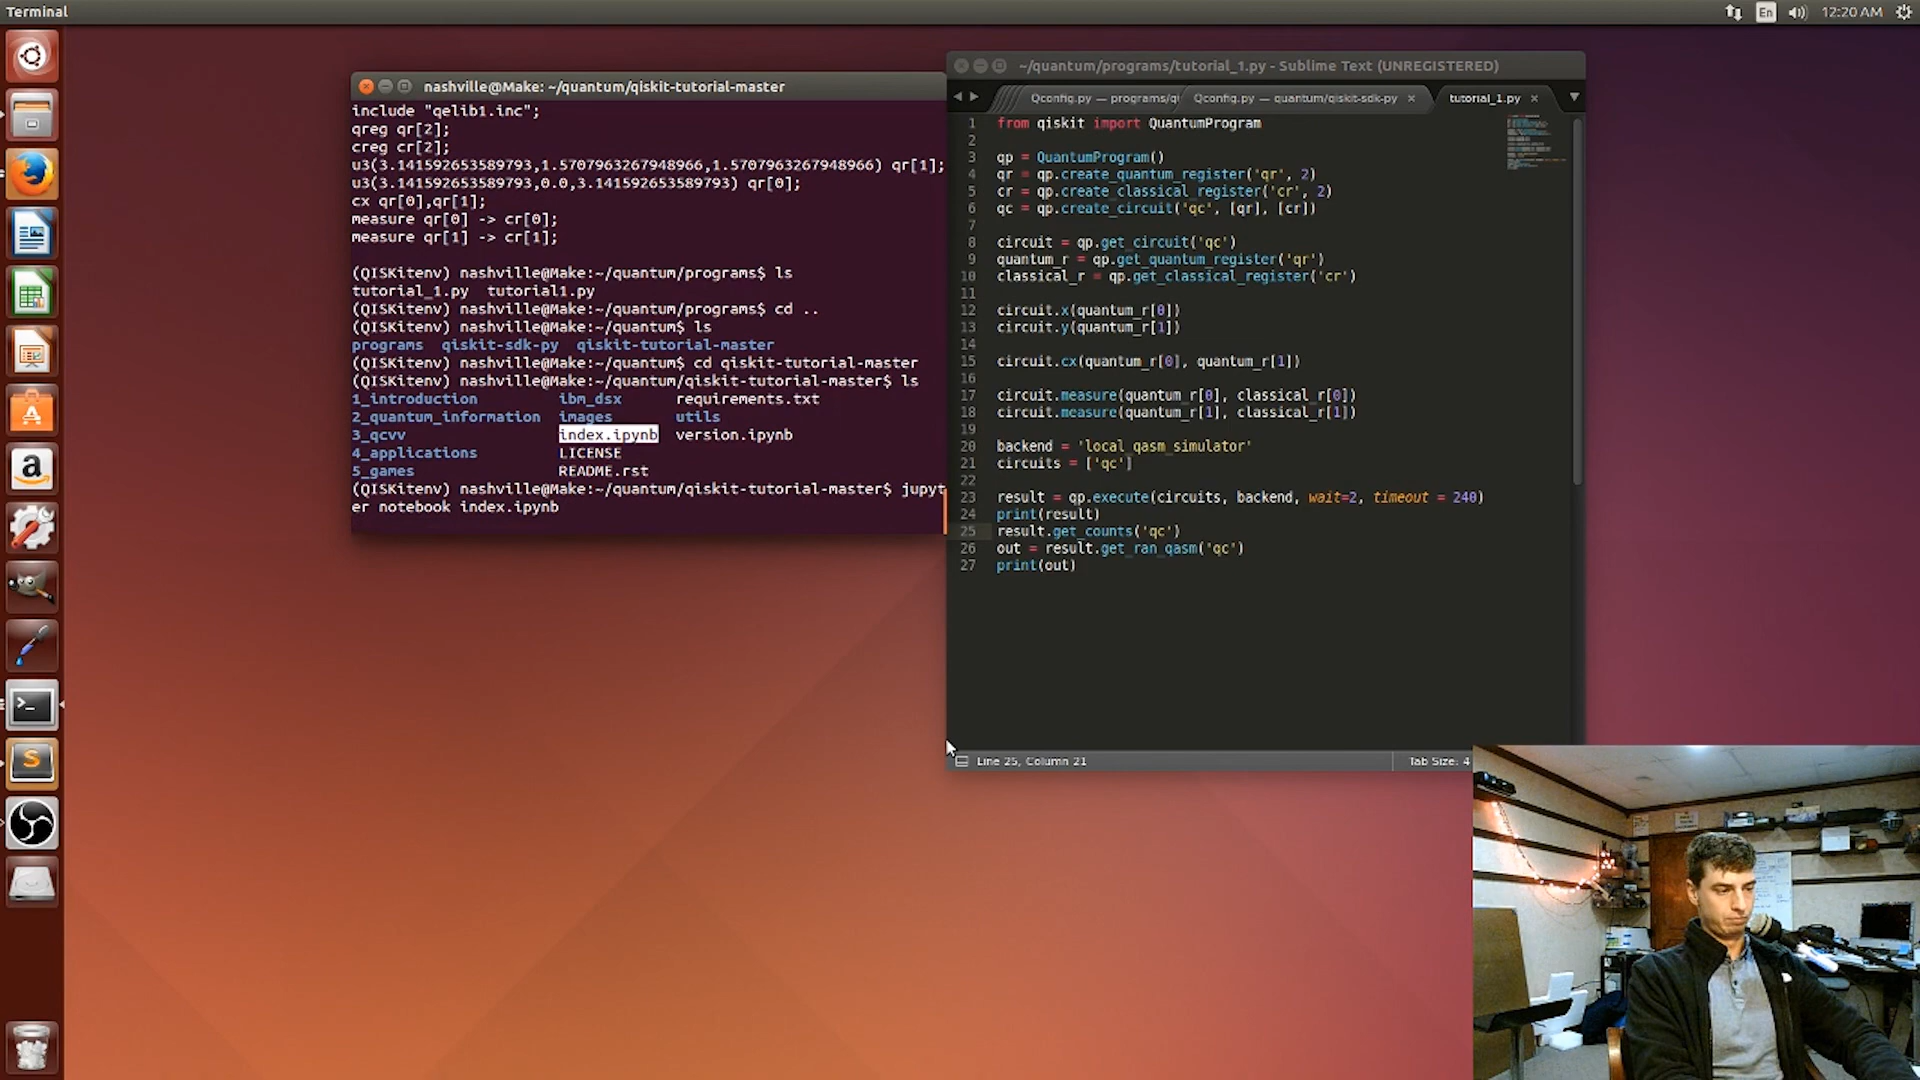 Terminal
En
12:20 AM
nashville@Make: ~/quantum/qiskit-tutorial-master
include "qelib1.inc";
qreg qr[2];
creg cr[2];
u3(3.141592653589793,1.5707963267948966,1.5707963267948966) qr[1];
u3(3.141592653589793,0.0,3.141592653589793) qr[0];
cx qr[0],qr[1];
measure qr[0] -> cr[0];
measure qr[1] -> cr[1];
(QISKitenv) nashville@Make:~/quantum/programs$ ls
tutorial_1.py tutorial1.py
(QISKitenv) nashville@Make:~/quantum/programs$ cd ..
(QISKitenv) nashville@Make:~/quantum$ ls
programs qiskit-sdk-py qiskit-tutorial-master
(QISKitenv) nashville@Make:~/quantum$ cd qiskit-tutorial-master
(QISKitenv) nashville@Make:~/quantum/qiskit-tutorial-master$ ls
1_introduction ibm_dsx requirements.txt
2_quantum_information images utils
3_qcvv index.ipynb version.ipynb
4_applications LICENSE
5_games README.rst
(QISKitenv) nashville@Make:~/quantum/qiskit-tutorial-master$ jupyt
er notebook index.ipynb
~/quantum/programs/tutorial_1.py - Sublime Text (UNREGISTERED)
Qconfig.py — programs/q Qconfig.py — quantum/qiskit-sdk-py tutorial_1.py
1 from qiskit import QuantumProgram
2
3 qp = QuantumProgram()
4 qr = qp.create_quantum_register('qr', 2)
5 cr = qp.create_classical_register('cr', 2)
6 qc = qp.create_circuit('qc', [qr], [cr])
7
8 circuit = qp.get_circuit('qc')
9 quantum_r = qp.get_quantum_register('qr')
10 classical_r = qp.get_classical_register('cr')
11
12 circuit.x(quantum_r[0])
13 circuit.y(quantum_r[1])
14
15 circuit.cx(quantum_r[0], quantum_r[1])
16
17 circuit.measure(quantum_r[0], classical_r[0])
18 circuit.measure(quantum_r[1], classical_r[1])
19
20 backend = 'local_qasm_simulator'
21 circuits = ['qc']
22
23 result = qp.execute(circuits, backend, wait=2, timeout = 240)
24 print(result)
25 result.get_counts('qc')
26 out = result.get_ran_qasm('qc')
27 print(out)
Line 25, Column 21
Tab Size: 4